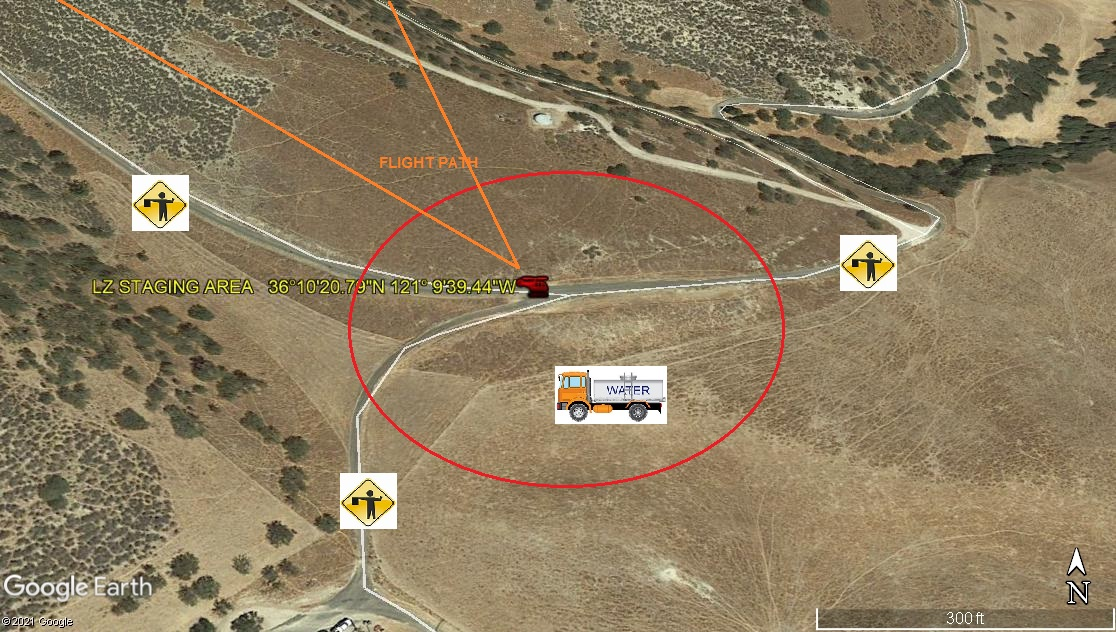 FLIGHT PATH
LZ STAGING AREA 36°10'20.79"N 121° 9'39.44"W
WATER
Google Earth
N
©2021 Google
300 ft